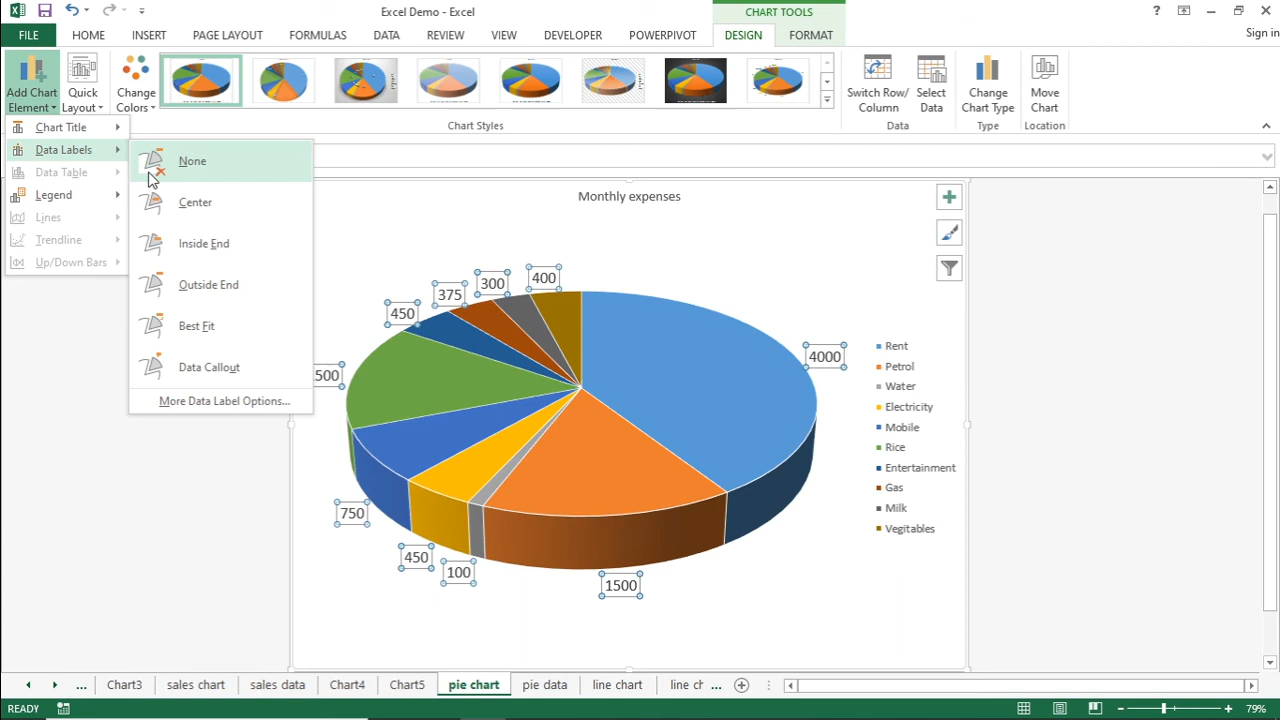 Excel Demo - Excel
CHART TOOLS
?
Sign in
FILE HOME INSERT PAGE LAYOUT FORMULAS DATA REVIEW VIEW DEVELOPER POWERPIVOT DESIGN FORMAT
Add Chart
Element
Quick
Layout
Change
Colors
Switch Row/
Column
Select
Data
Change
Chart Type
Move
Chart
Chart Styles
Data
Type
Location
Chart Title
Data Labels
Data Table
Legend
Lines
Trendline
Up/Down Bars
None
Center
Inside End
Outside End
Best Fit
Data Callout
More Data Label Options...
Monthly expenses
400
300
375
450
500
4000
750
450
100
1500
Rent
Petrol
Water
Electricity
Mobile
Rice
Entertainment
Gas
Milk
Vegitables
... Chart3 sales chart sales data Chart4 Chart5 pie chart pie data line chart line ch ...
READY
79%